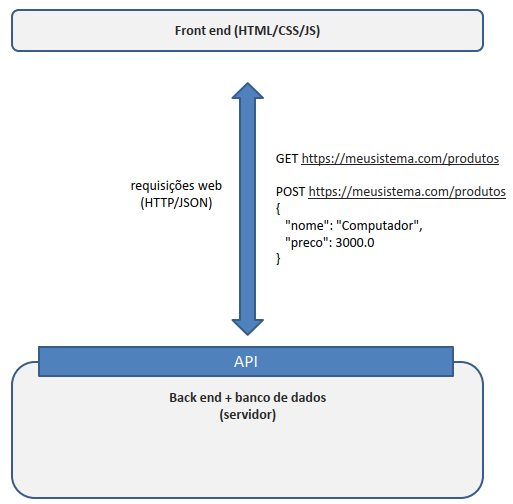 Front end (HTML/CSS/JS)
requisições web
(HTTP/JSON)
GET https://meusistema.com/produtos
POST https://meusistema.com/produtos
{
"nome": "Computador",
"preco": 3000.0
}
API
Back end + banco de dados
(servidor)